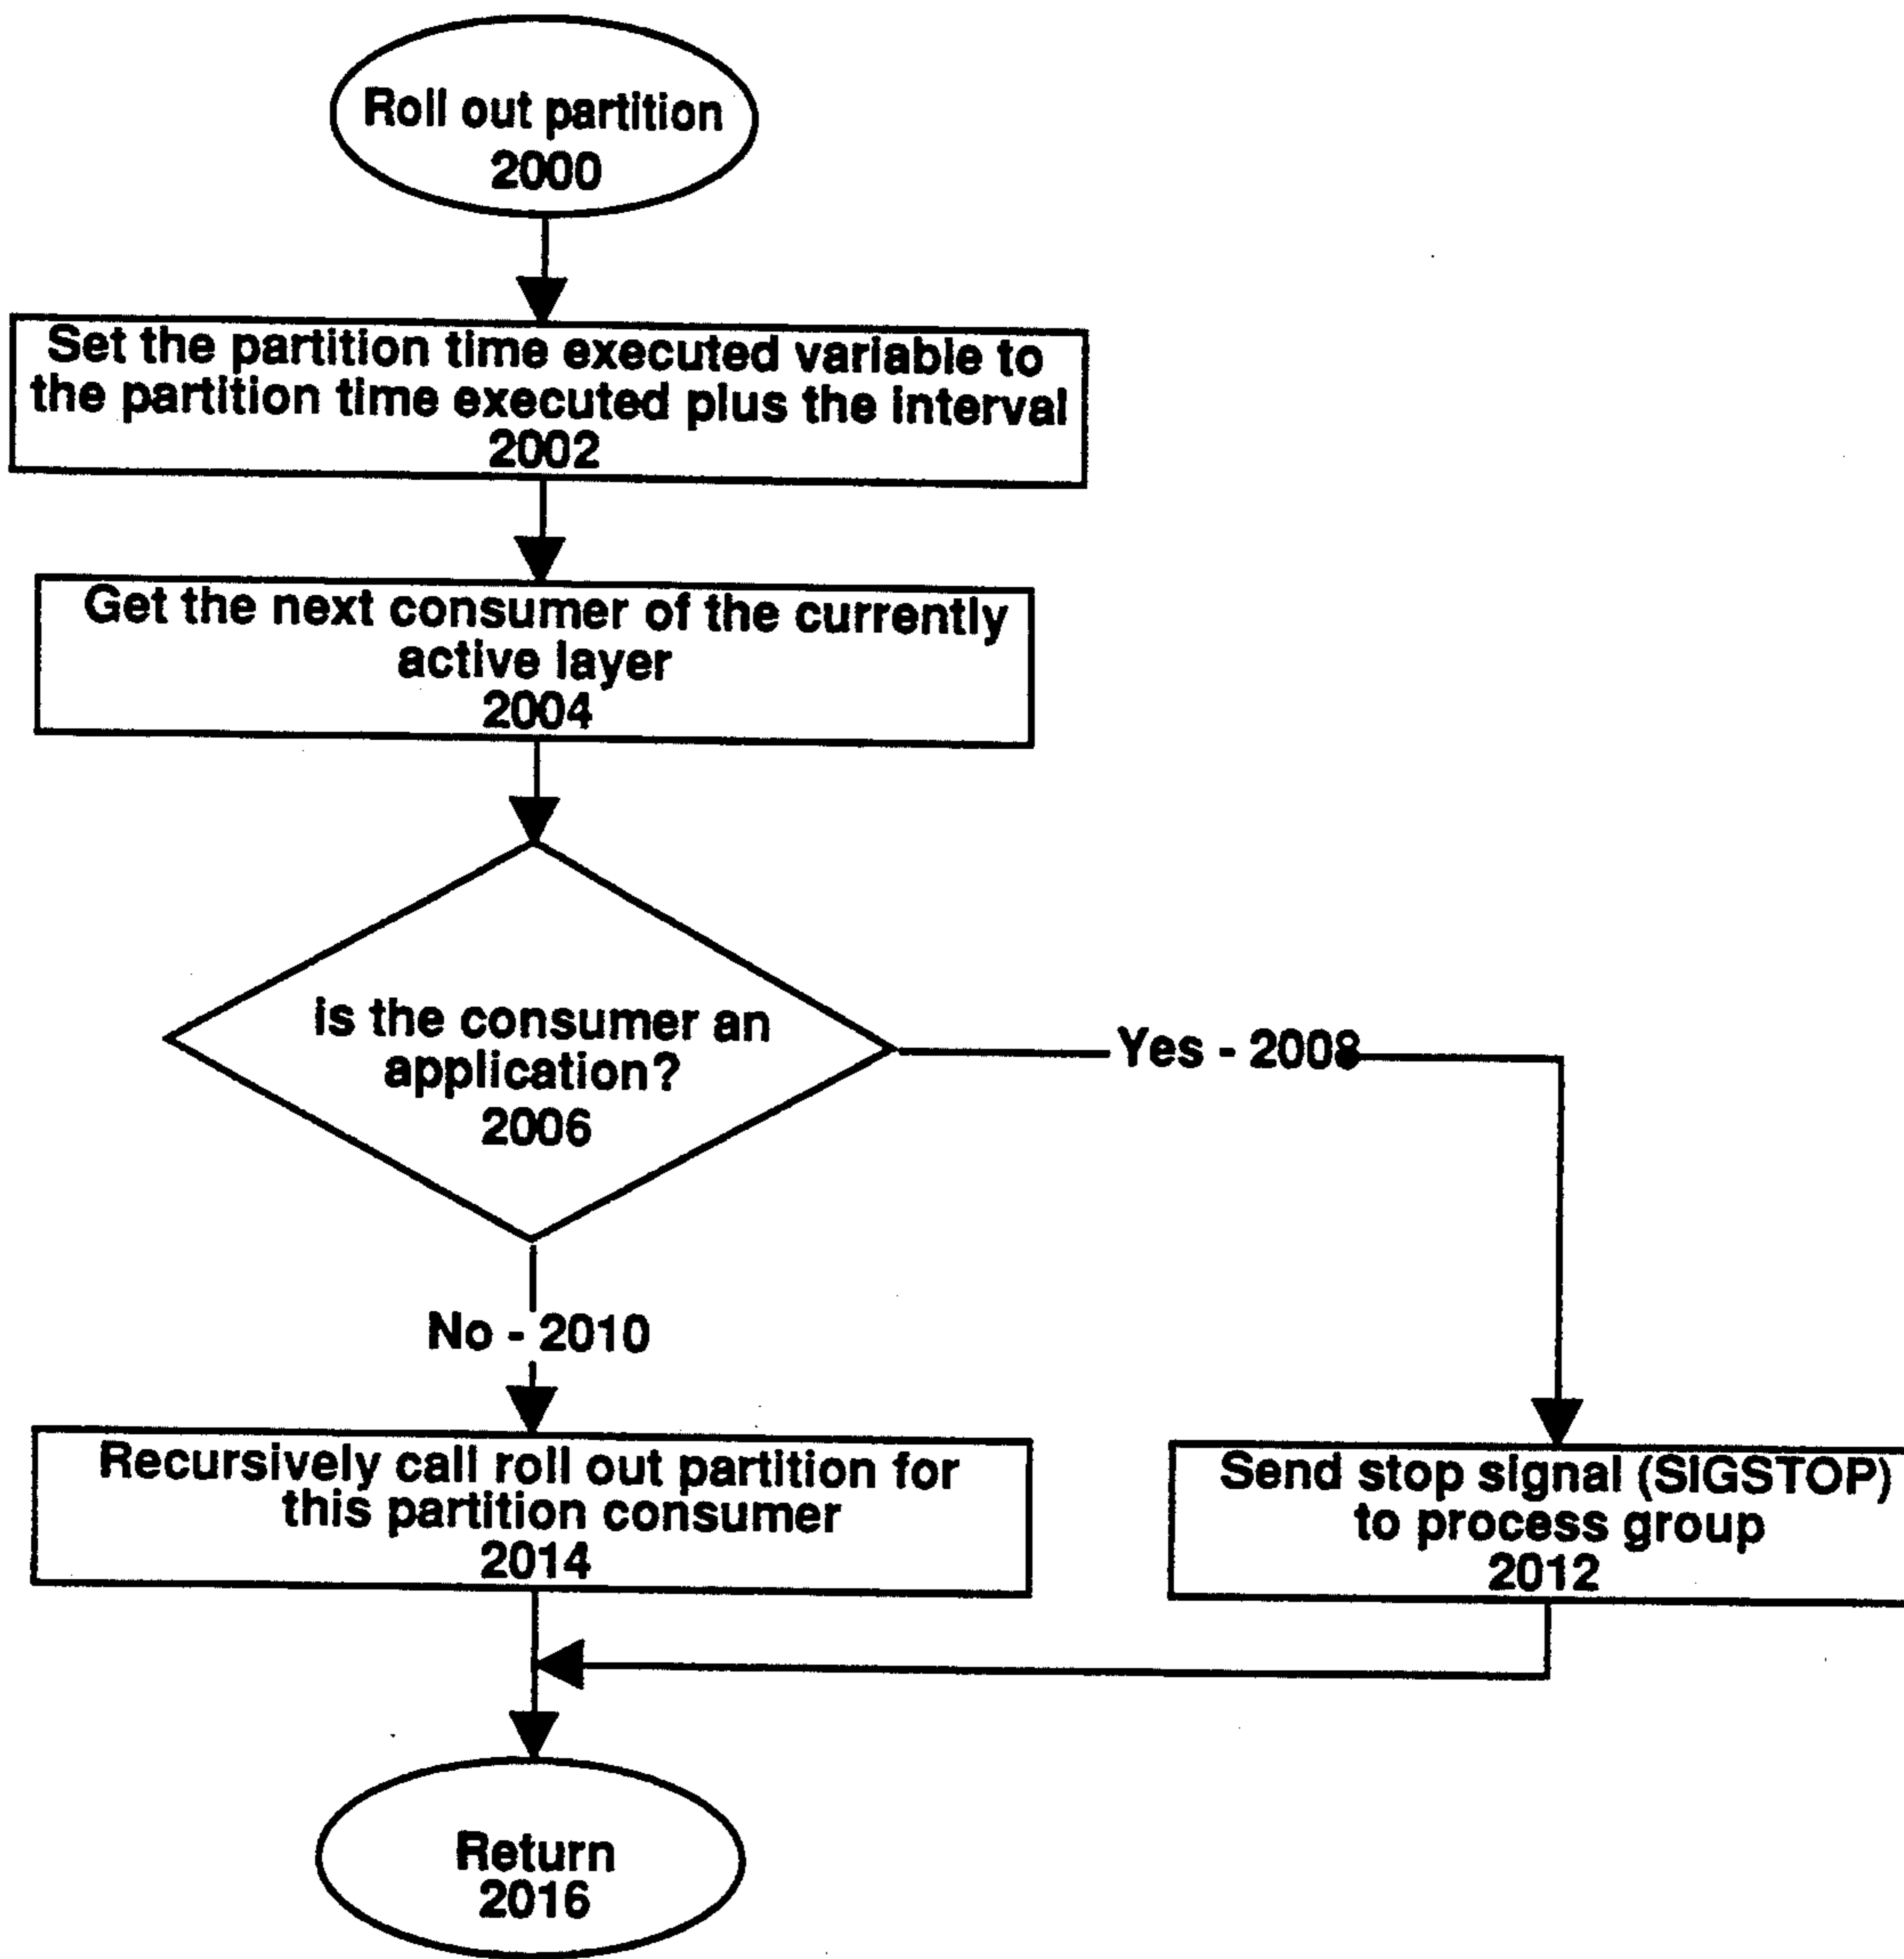 Roll out partition
2000
Set the partition time executed variable to
the partition time executed plus the interval
2002
Get the next consumer of the currently
active layer
2004
is the consumer an
application?
2006
Yes - 2008
No - 2010
Recursively call roll out partition for
this partition consumer
2014
Send stop signal (SIGSTOP)
to process group
2012
Return
2016